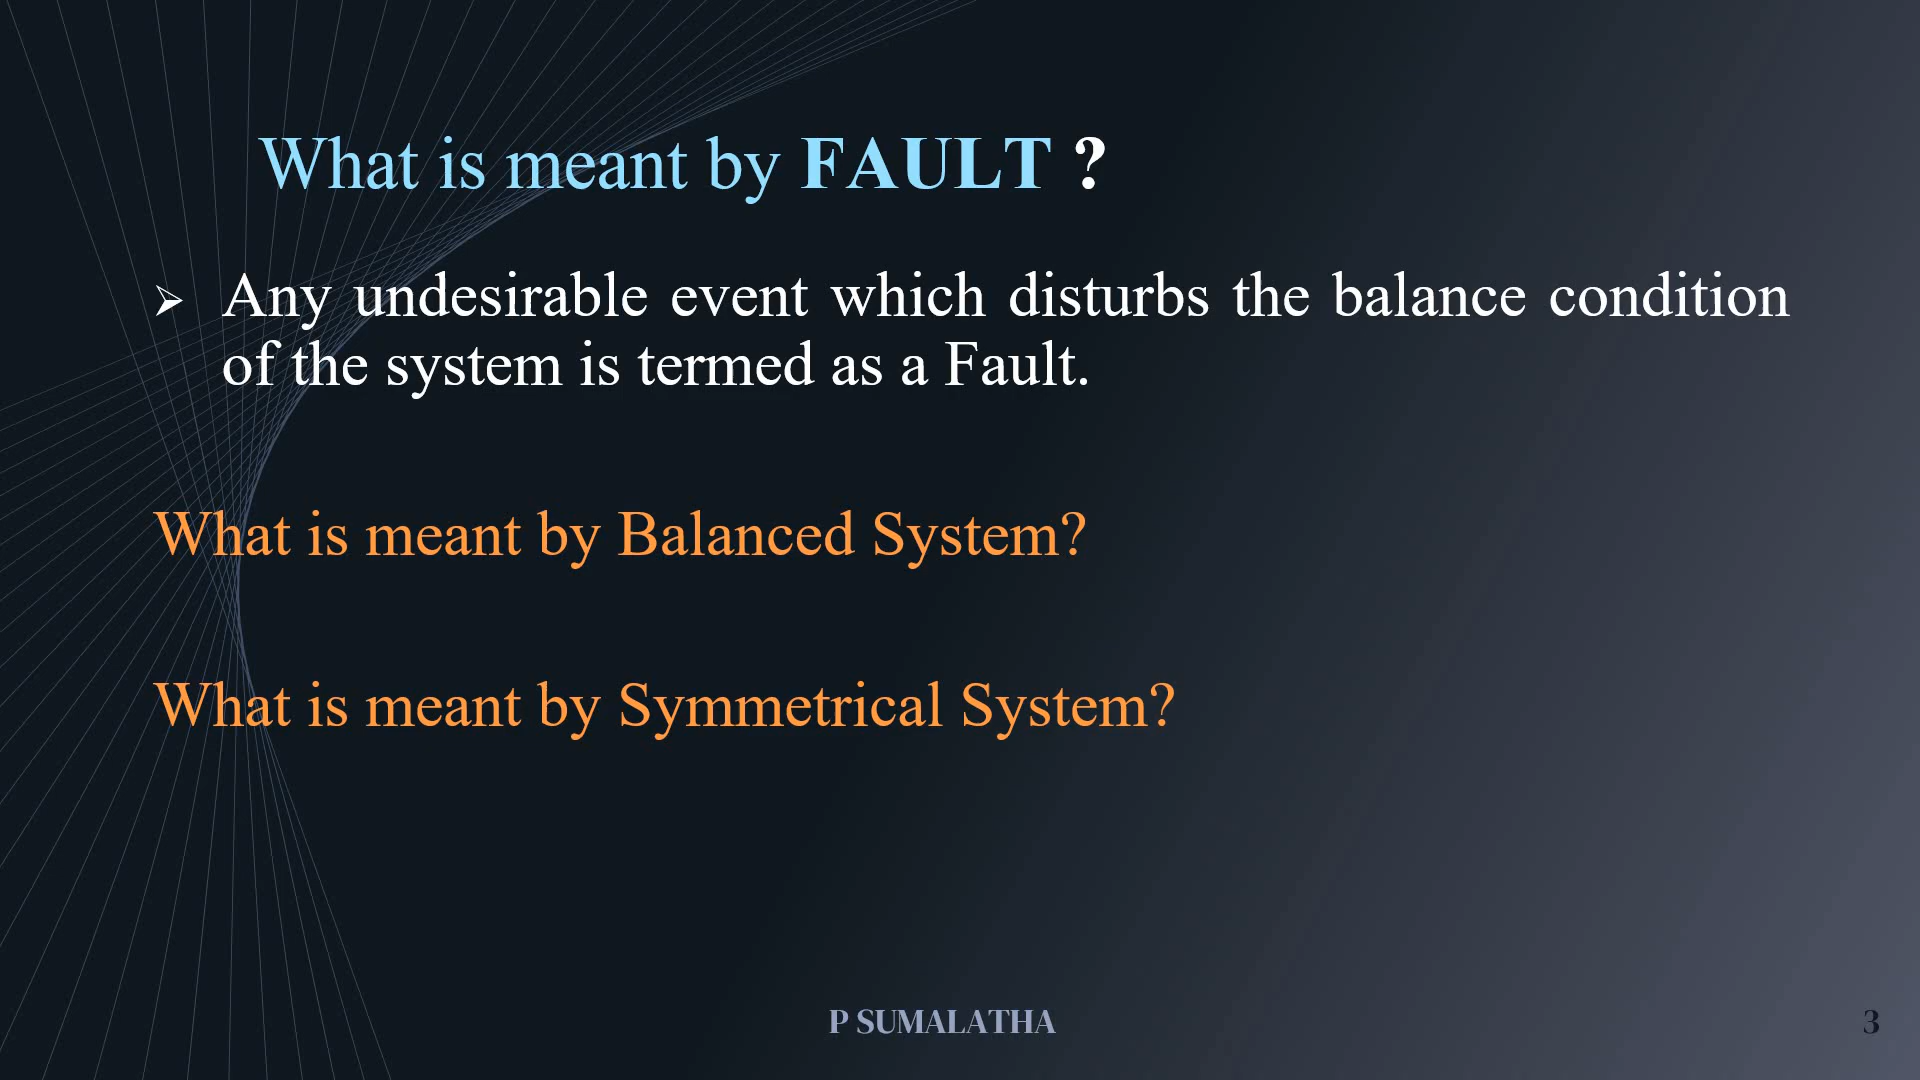 What is meant by FAULT ?
➢ Any undesirable event which disturbs the balance condition
of the system is termed as a Fault.
What is meant by Balanced System?
What is meant by Symmetrical System?
P SUMALATHA
3